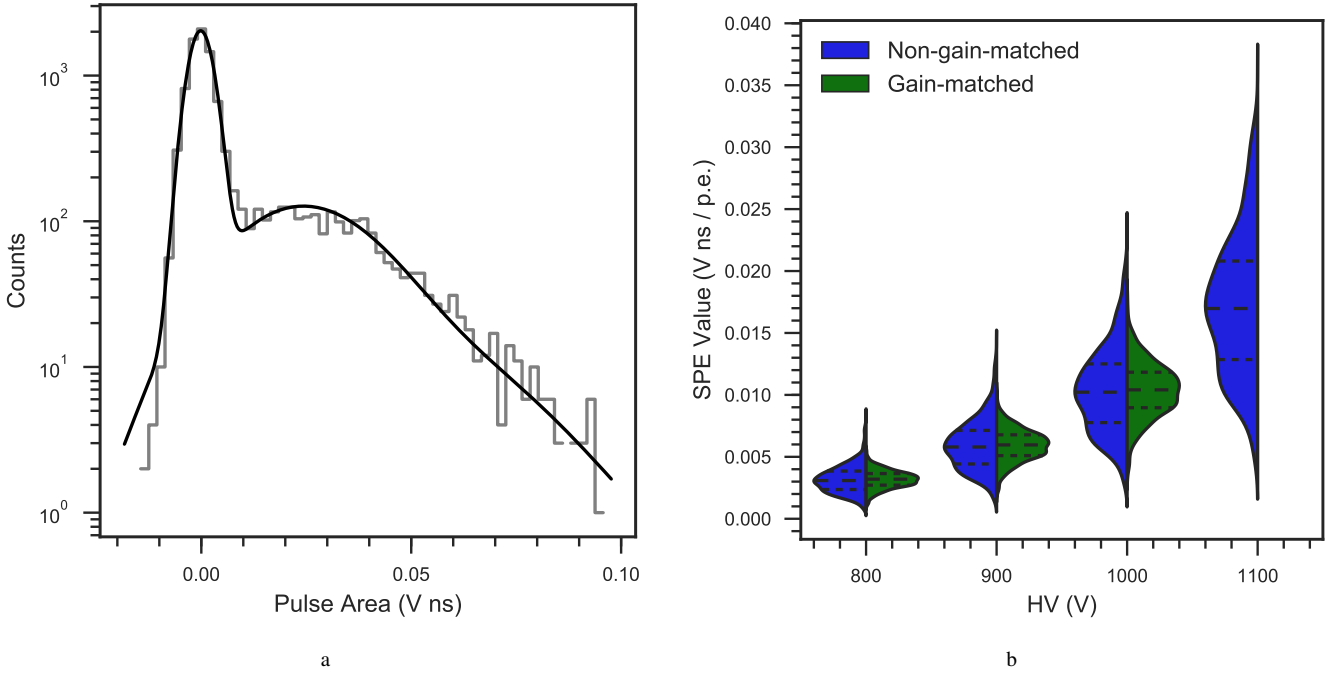 Counts
10^3
10^2
10^1
10^0
0.00 0.05 0.10
Pulse Area (V ns)
a
SPE Value (V ns / p.e.)
0.040
0.035
0.030
0.025
0.020
0.015
0.010
0.005
0.000
Non-gain-matched
Gain-matched
800 900 1000 1100
HV (V)
b